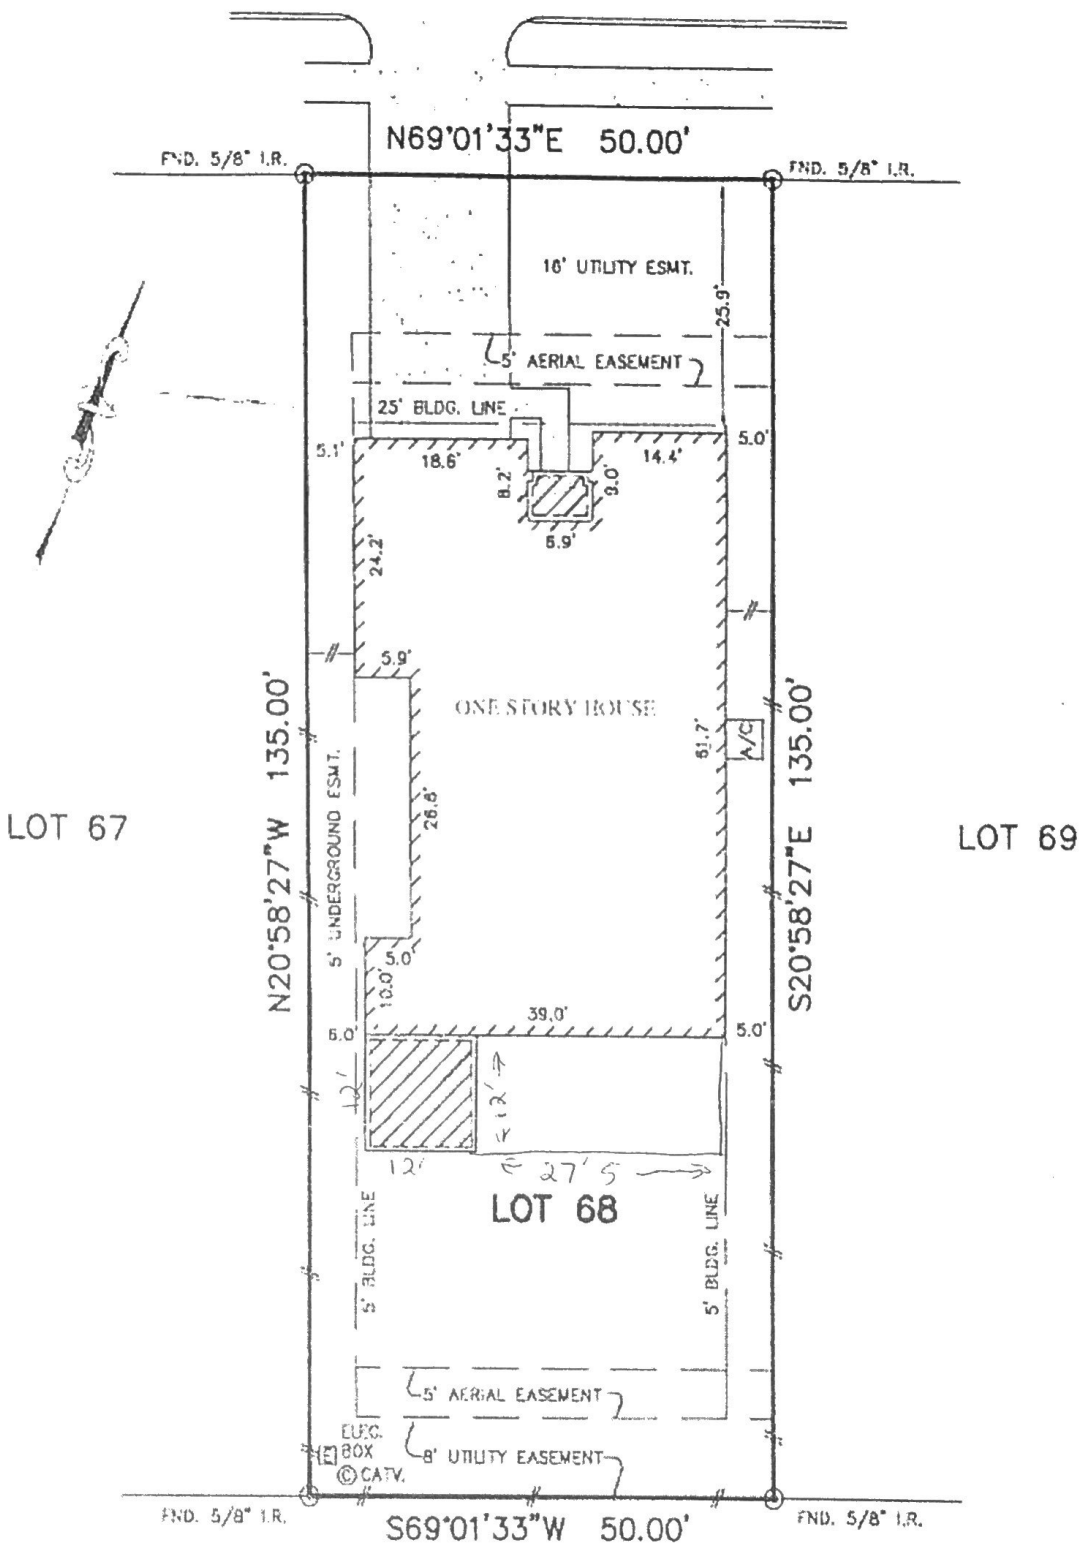 N69°01'33"E 50.00'
FND. 5/8" I.R.
FND. 5/8" I.R.
16' UTILITY ESMT.
25.9'
5' AERIAL EASEMENT
25' BLDG. LINE
5.1'
18.6'
8.2'
9.0'
14.4'
5.0'
6.9'
24.2'
5.9'
ONE STORY HOUSE
61.7'
A/C
N20°58'27"W 135.00'
S20°58'27"E 135.00'
5' UNDERGROUND ESMT.
26.8'
LOT 67
LOT 69
5.0'
10.0'
39.0'
6.0'
5.0'
12'
12'
12'
27' 5
LOT 68
5' BLDG. LINE
5' BLDG. LINE
5' AERIAL EASEMENT
ELEC.
BOX
E
8' UTILITY EASEMENT
© CATV.
FND. 5/8" I.R.
S69°01'33"W 50.00'
FND. 5/8" I.R.